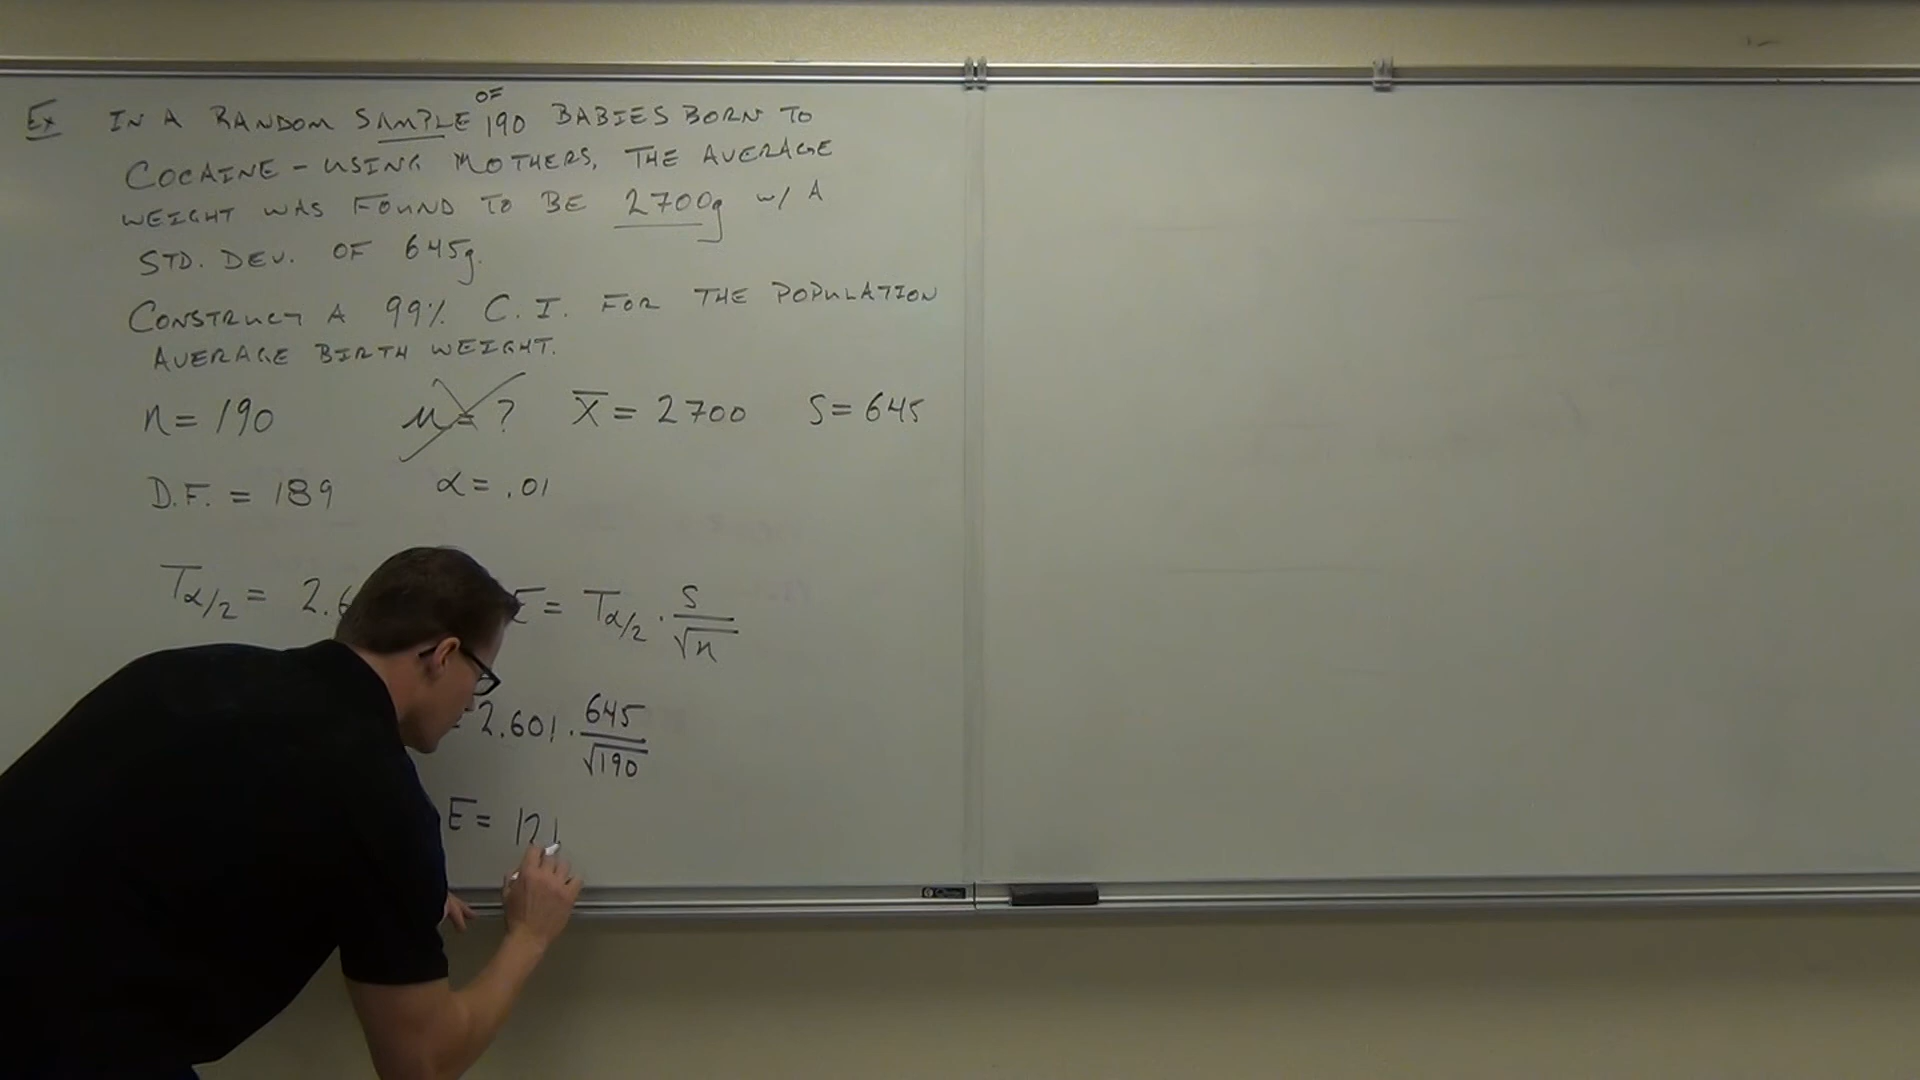 Ex IN A RANDOM SAMPLE OF 190 BABIES BORN TO
COCAINE-USING MOTHERS, THE AVERAGE
WEIGHT WAS FOUND TO BE 2700g w/ A
STD. DEV. OF 645g.
CONSTRUCT A 99% C.I. FOR THE POPULATION
AVERAGE BIRTH WEIGHT.
n = 190 μ = ? x̄ = 2700 S = 645
D.F. = 189 α = .01
Tα/2 = 2.6 E = Tα/2 · s/√n
= 2.601 · 645/√190
E = 121